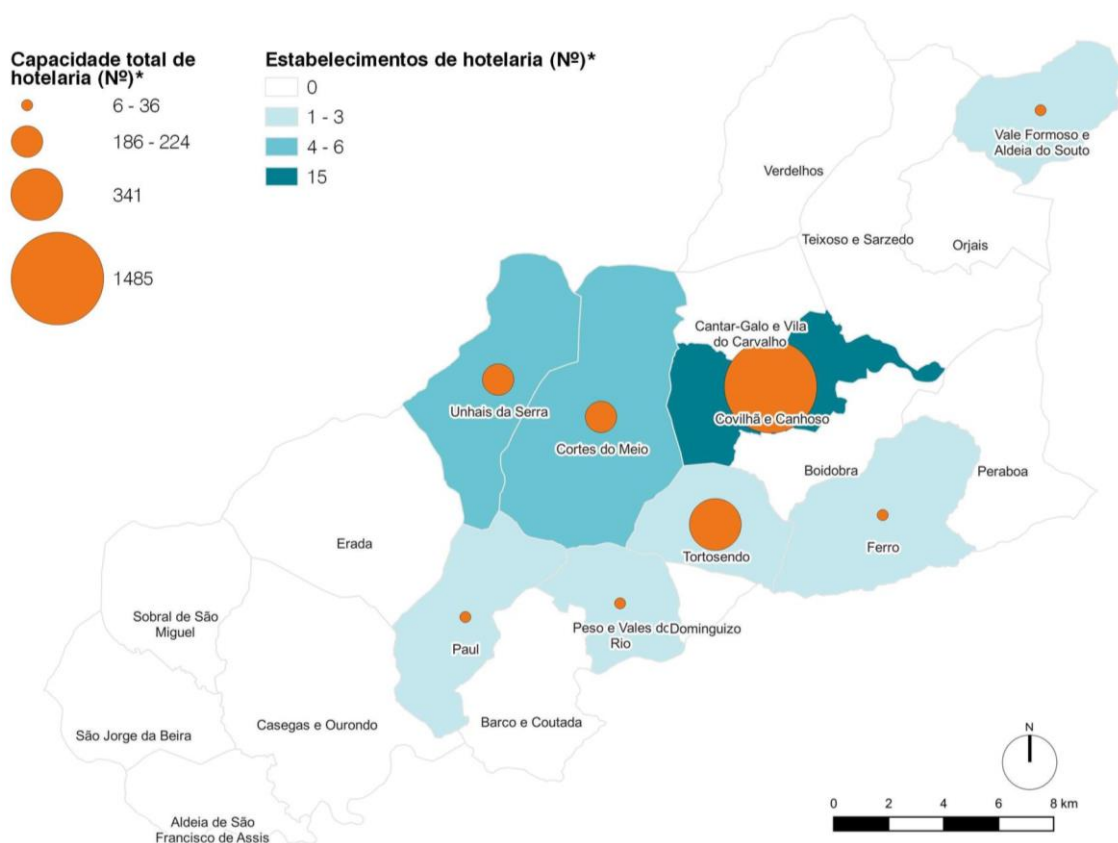 Capacidade total de
hotelaria (Nº)*
6 - 36
186 - 224
341
1485
Estabelecimentos de hotelaria (Nº)*
0
1 - 3
4 - 6
15
Vale Formoso e
Aldeia do Souto
Verdelhos
Teixoso e Sarzedo
Orjais
Cantar-Galo e Vila
do Carvalho
Unhais da Serra
Covilhã e Canhoso
Cortes do Meio
Boidobra
Peraboa
Erada
Tortosendo
Ferro
Sobral de São
Miguel
Paul
Peso e Vales do
Rio
Dominguizo
São Jorge da Beira
Casegas e Ourondo
Barco e Coutada
Aldeia de São
Francisco de Assis
N
0 2 4 6 8 km